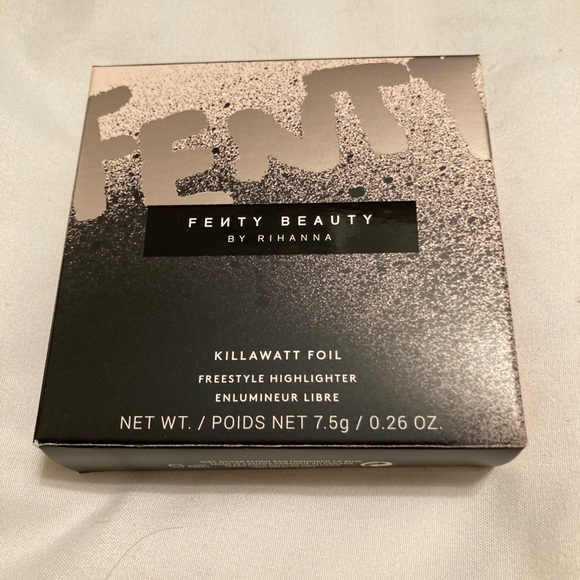 FENTY
FEИTY BEAUTY
BY RIHANNA
KILLAWATT FOIL
FREESTYLE HIGHLIGHTER
ENLUMINEUR LIBRE
NET WT. / POIDS NET 7.5g / 0.26 OZ.